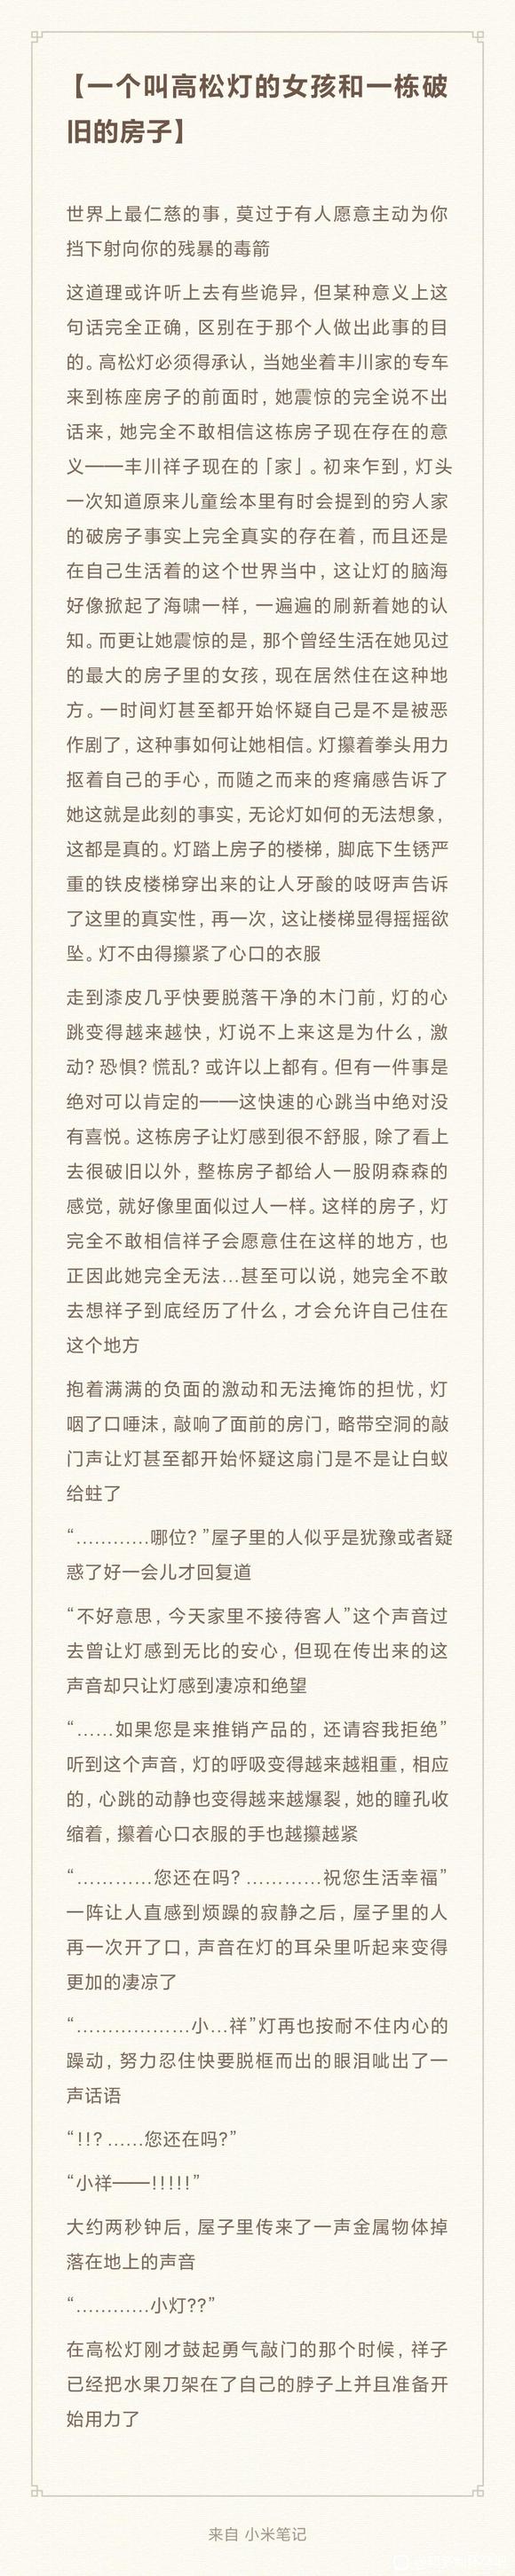 【一个叫高松灯的女孩和一栋破
旧的房子】
世界上最仁慈的事，莫过于有人愿意主动为你
挡下射向你的残暴的毒箭
这道理或许听上去有些诡异，但某种意义上这
句话完全正确，区别在于那个人做出此事的目
的。高松灯必须得承认，当她坐着丰川家的专车
来到栋座房子的前面时，她震惊的完全说不出
话来，她完全不敢相信这栋房子现在存在的意
义——丰川祥子现在的「家」。初来乍到，灯头
一次知道原来儿童绘本里有时会提到的穷人家
的破房子事实上完全真实的存在着，而且还是
在自己生活着的这个世界当中，这让灯的脑海
好像掀起了海啸一样，一遍遍的刷新着她的认
知。而更让她震惊的是，那个曾经生活在她见过
的最大的房子里的女孩，现在居然住在这种地
方。一时间灯甚至都开始怀疑自己是不是被恶
作剧了，这种事如何让她相信。灯攥着拳头用力
抠着自己的手心，而随之而来的疼痛感告诉了
她这就是此刻的事实，无论灯如何的无法想象，
这都是真的。灯踏上房子的楼梯，脚底下生锈严
重的铁皮楼梯穿出来的让人牙酸的吱呀声告诉
了这里的真实性，再一次，这让楼梯显得摇摇欲
坠。灯不由得攥紧了心口的衣服
走到漆皮几乎快要脱落干净的木门前，灯的心
跳变得越来越快，灯说不上来这是为什么，激
动？恐惧？慌乱？或许以上都有。但有一件事是
绝对可以肯定的——这快速的心跳当中绝对没
有喜悦。这栋房子让灯感到很不舒服，除了看上
去很破旧以外，整栋房子都给人一股阴森森的
感觉，就好像里面似过人一样。这样的房子，灯
完全不敢相信祥子会愿意住在这样的地方，也
正因此她完全无法…甚至可以说，她完全不敢
去想祥子到底经历了什么，才会允许自己住在
这个地方
抱着满满的负面的激动和无法掩饰的担忧，灯
咽了口唾沫，敲响了面前的房门，略带空洞的敲
门声让灯甚至都开始怀疑这扇门是不是让白蚁
给蛀了
“…………哪位？”屋子里的人似乎是犹豫或者疑
惑了好一会儿才回复道
“不好意思，今天家里不接待客人”这个声音过
去曾让灯感到无比的安心，但现在传出来的这
声音却只让灯感到凄凉和绝望
“……如果您是来推销产品的，还请容我拒绝”
听到这个声音，灯的呼吸变得越来越粗重，相应
的，心跳的动静也变得越来越爆裂，她的瞳孔收
缩着，攥着心口衣服的手也越攥越紧
“…………您还在吗？…………祝您生活幸福”
一阵让人直感到烦躁的寂静之后，屋子里的人
再一次开了口，声音在灯的耳朵里听起来变得
更加的凄凉了
“………………小…祥”灯再也按耐不住内心的
躁动，努力忍住快要脱框而出的眼泪呲出了一
声话语
“！！？……您还在吗？”
“小祥——！！！！！”
大约两秒钟后，屋子里传来了一声金属物体掉
落在地上的声音
“…………小灯？？”
在高松灯刚才鼓起勇气敲门的那个时候，祥子
已经把水果刀架在了自己的脖子上并且准备开
始用力了
来自 小米笔记